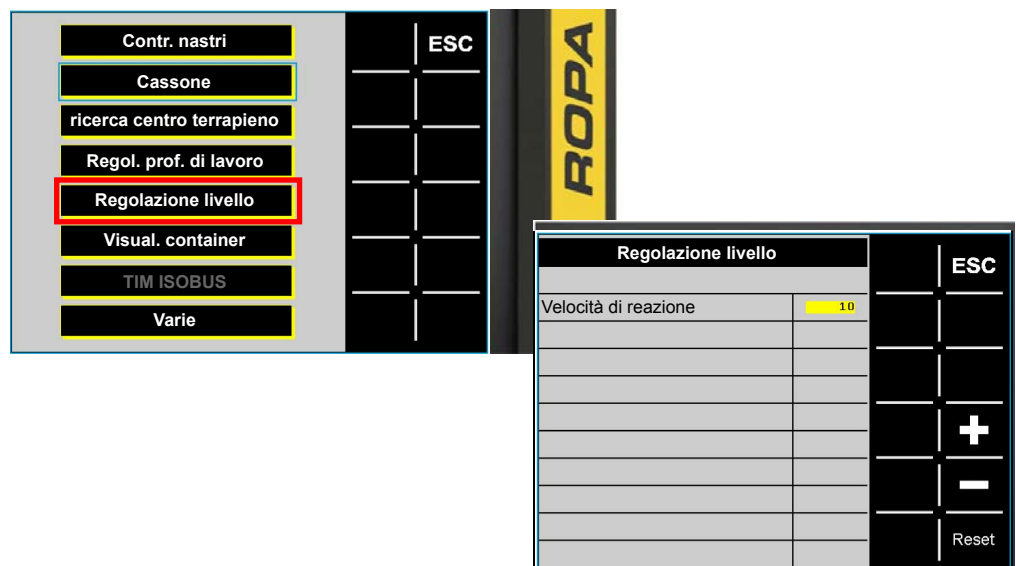 Contr. nastri
ESC
Cassone
ricerca centro terrapieno
Regol. prof. di lavoro
Regolazione livello
Visual. container
TIM ISOBUS
Varie
ROPA
Regolazione livello
ESC
Velocità di reazione
10
+
−
Reset